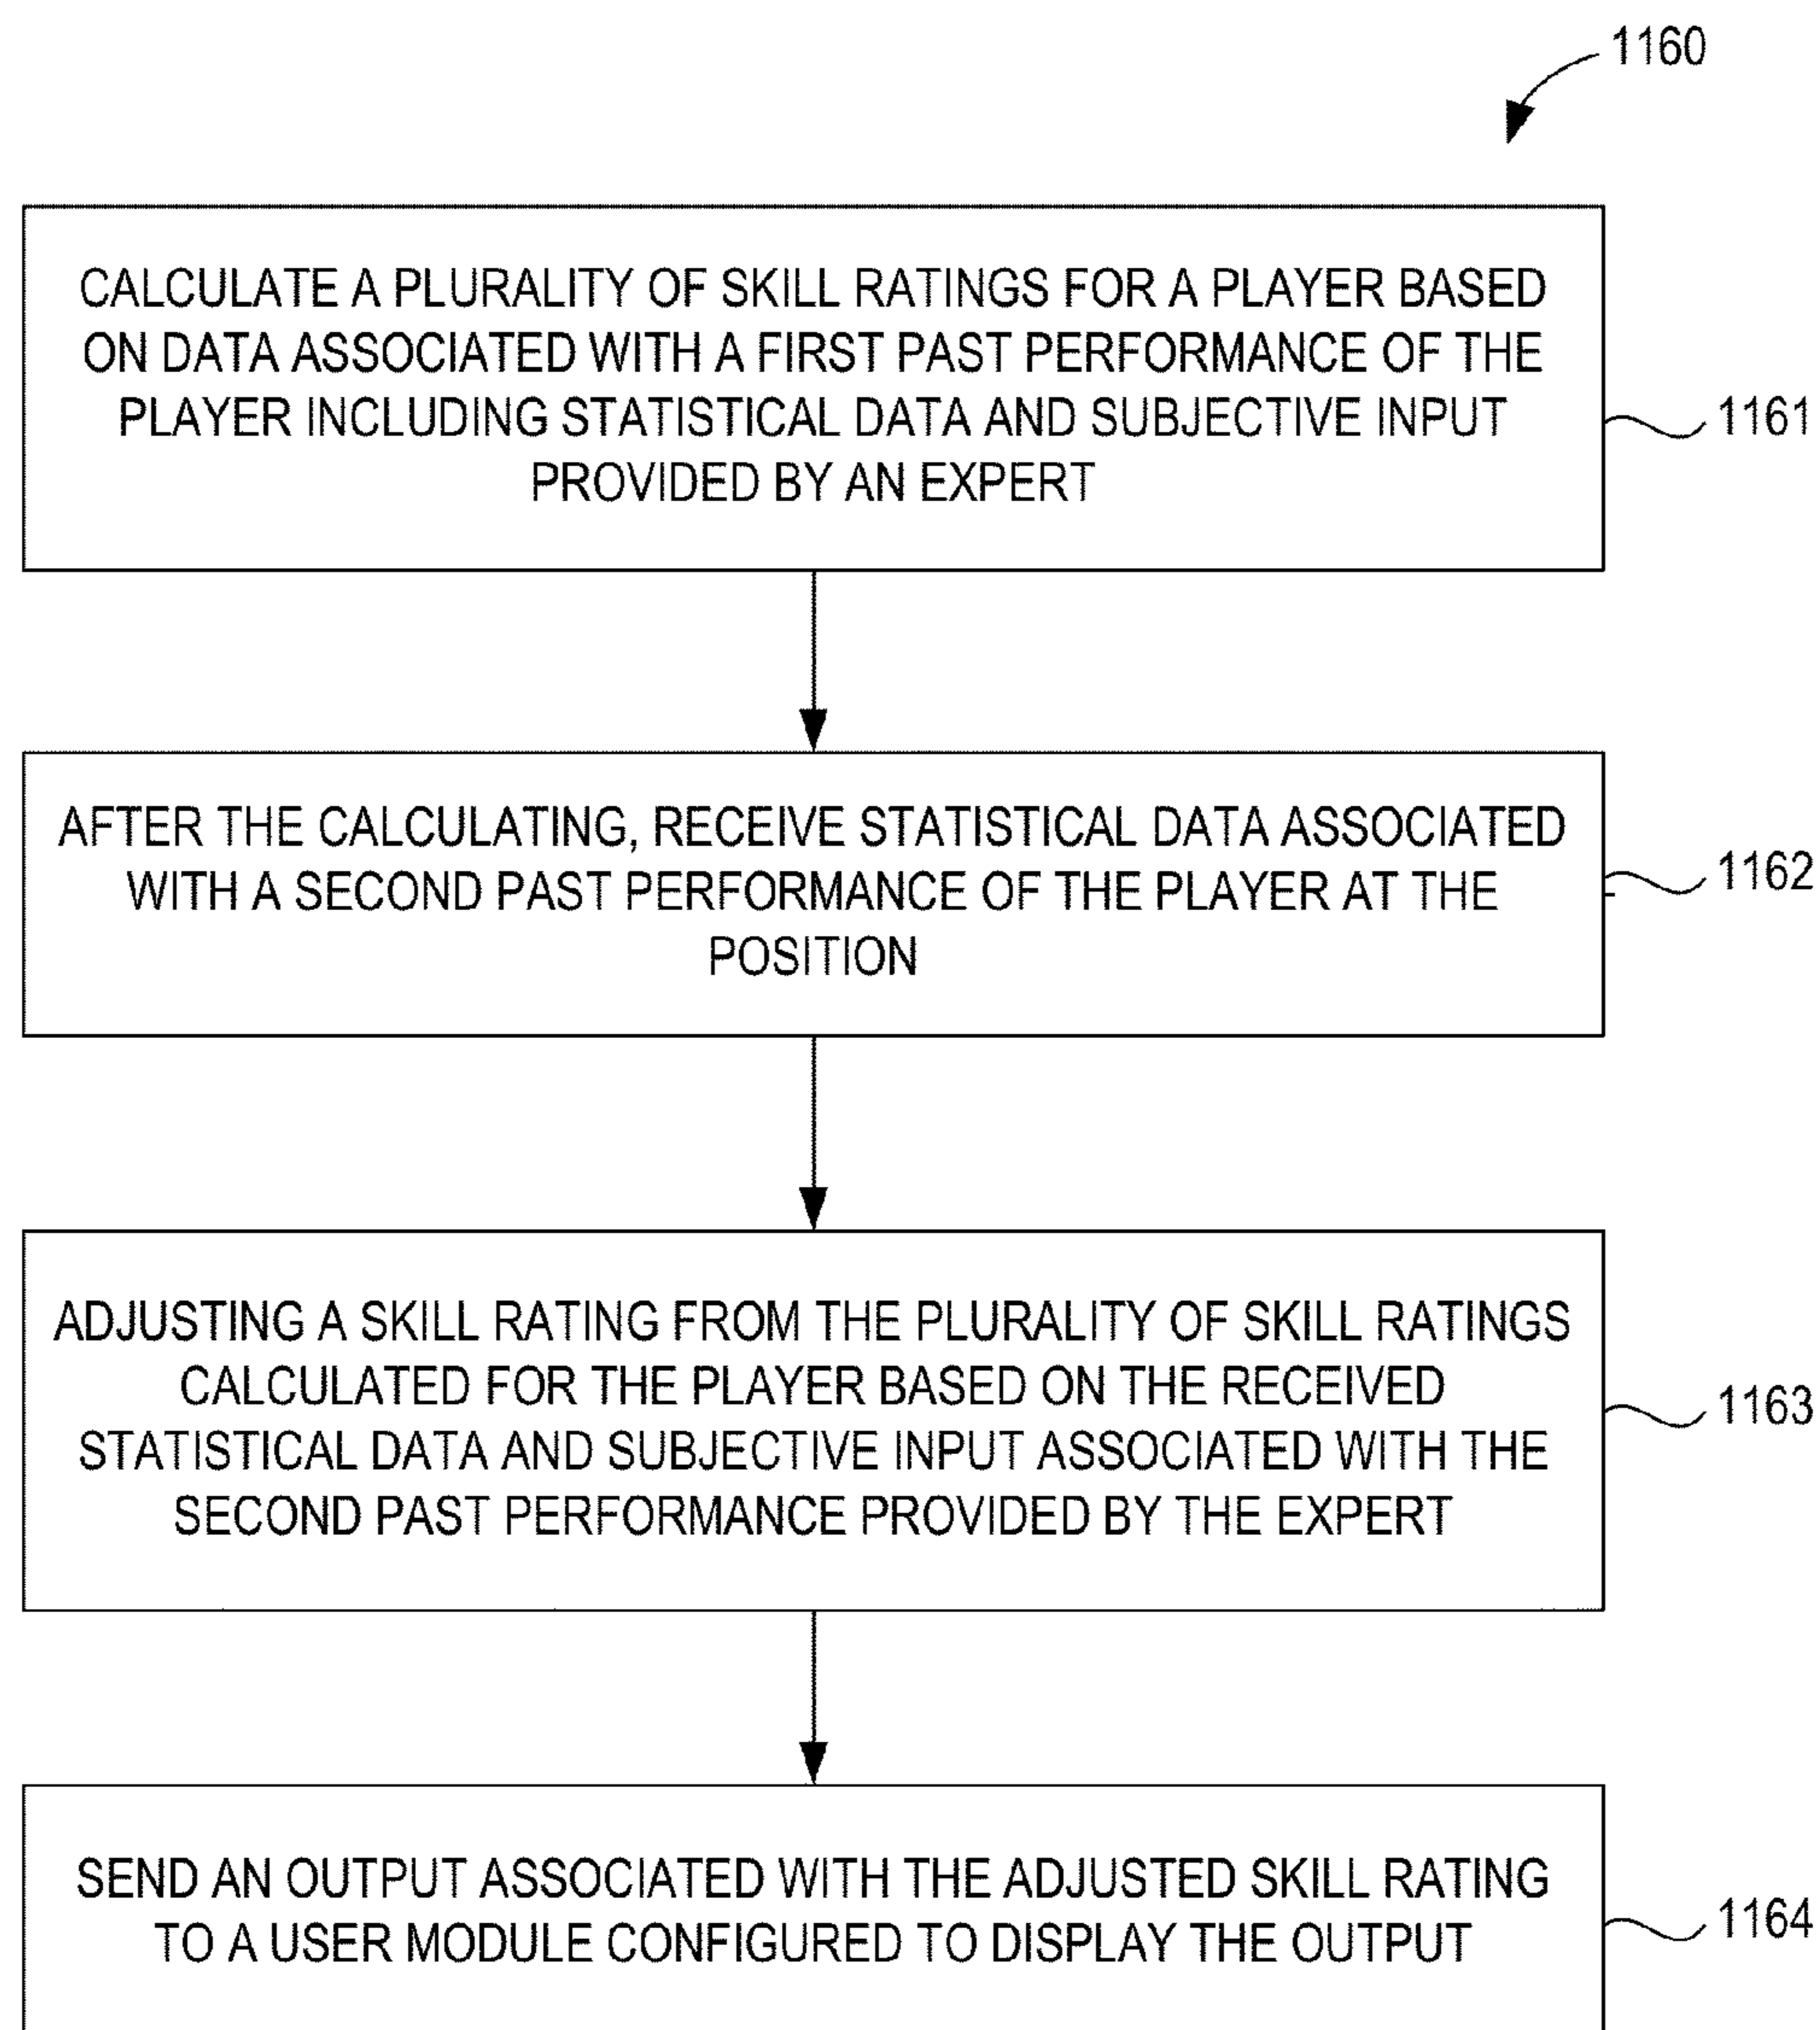 1160
CALCULATE A PLURALITY OF SKILL RATINGS FOR A PLAYER BASED
ON DATA ASSOCIATED WITH A FIRST PAST PERFORMANCE OF THE
PLAYER INCLUDING STATISTICAL DATA AND SUBJECTIVE INPUT
PROVIDED BY AN EXPERT
1161
AFTER THE CALCULATING, RECEIVE STATISTICAL DATA ASSOCIATED
WITH A SECOND PAST PERFORMANCE OF THE PLAYER AT THE
POSITION
1162
ADJUSTING A SKILL RATING FROM THE PLURALITY OF SKILL RATINGS
CALCULATED FOR THE PLAYER BASED ON THE RECEIVED
STATISTICAL DATA AND SUBJECTIVE INPUT ASSOCIATED WITH THE
SECOND PAST PERFORMANCE PROVIDED BY THE EXPERT
1163
SEND AN OUTPUT ASSOCIATED WITH THE ADJUSTED SKILL RATING
TO A USER MODULE CONFIGURED TO DISPLAY THE OUTPUT
1164